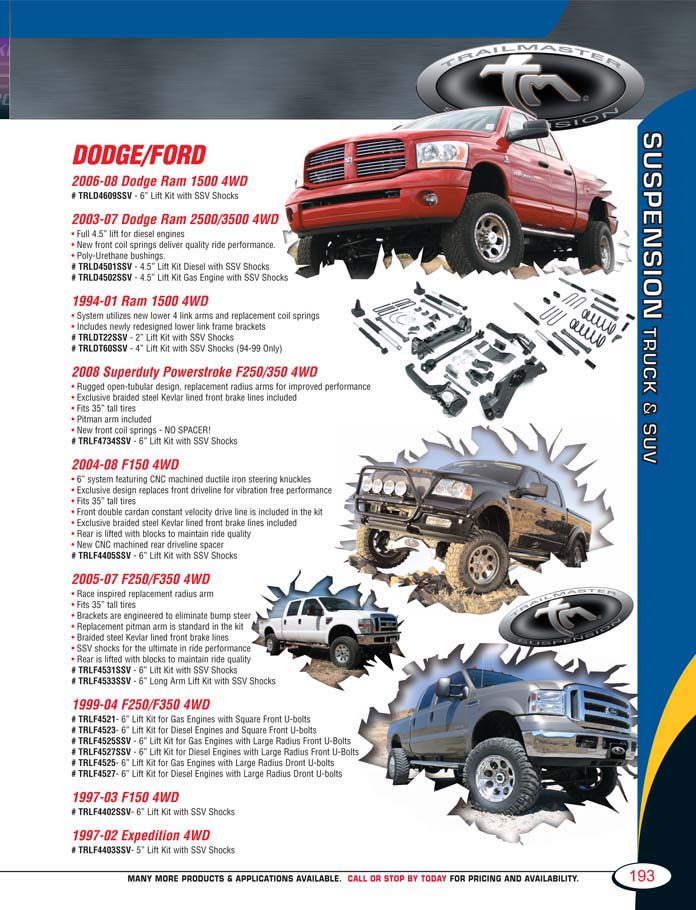 TRAILMASTER
TM
SUSPENSION TRUCK & SUV
DODGE/FORD
2006-08 Dodge Ram 1500 4WD
# TRLD4609SSV - 6” Lift Kit with SSV Shocks
2003-07 Dodge Ram 2500/3500 4WD
• Full 4.5” lift for diesel engines
• New front coil springs deliver quality ride performance.
• Poly-Urethane bushings.
# TRLD4501SSV - 4.5” Lift Kit Diesel with SSV Shocks
# TRLD4502SSV - 4.5” Lift Kit Gas Engine with SSV Shocks
1994-01 Ram 1500 4WD
• System utilizes new lower 4 link arms and replacement coil springs
• Includes newly redesigned lower link frame brackets
# TRLDT22SSV - 2” Lift Kit with SSV Shocks
# TRLDT60SSV - 4” Lift Kit with SSV Shocks (94-99 Only)
2008 Superduty Powerstroke F250/350 4WD
• Rugged open-tubular design, replacement radius arms for improved performance
• Exclusive braided steel Kevlar lined front brake lines included
• Fits 35” tall tires
• Pitman arm included
• New front coil springs - NO SPACER!
# TRLF4734SSV - 6” Lift Kit with SSV Shocks
2004-08 F150 4WD
• 6” system featuring CNC machined ductile iron steering knuckles
• Exclusive design replaces front driveline for vibration free performance
• Fits 35” tall tires
• Front double cardan constant velocity drive line is included in the kit
• Exclusive braided steel Kevlar lined front brake lines included
• Rear is lifted with blocks to maintain ride quality
• New CNC machined rear driveline spacer
# TRLF4405SSV - 6” Lift Kit with SSV Shocks
2005-07 F250/F350 4WD
• Race inspired replacement radius arm
• Fits 35” tall tires
• Brackets are engineered to eliminate bump steer
• Replacement pitman arm is standard in the kit
• Braided steel Kevlar lined front brake lines
• SSV shocks for the ultimate in ride performance
• Rear is lifted with blocks to maintain ride quality
# TRLF4531SSV - 6” Lift Kit with SSV Shocks
# TRLF4533SSV - 6” Long Arm Lift Kit with SSV Shocks
TRAILMASTER
TM
SUSPENSION
1999-04 F250/F350 4WD
# TRLF4521- 6” Lift Kit for Gas Engines with Square Front U-bolts
# TRLF4523- 6” Lift Kit for Diesel Engines and Square Front U-bolts
# TRLF4525SSV - 6” Lift Kit for Gas Engines with Large Radius Front U-Bolts
# TRLF4527SSV - 6” Lift Kit for Diesel Engines with Large Radius Front U-Bolts
# TRLF4525- 6” Lift Kit for Gas Engines with Large Radius Dront U-bolts
# TRLF4527- 6” Lift Kit for Diesel Engines with Large Radius Dront U-bolts
1997-03 F150 4WD
# TRLF4402SSV- 6” Lift Kit with SSV Shocks
1997-02 Expedition 4WD
# TRLF4403SSV- 5” Lift Kit with SSV Shocks
MANY MORE PRODUCTS & APPLICATIONS AVAILABLE. CALL OR STOP BY TODAY FOR PRICING AND AVAILABILITY.
193